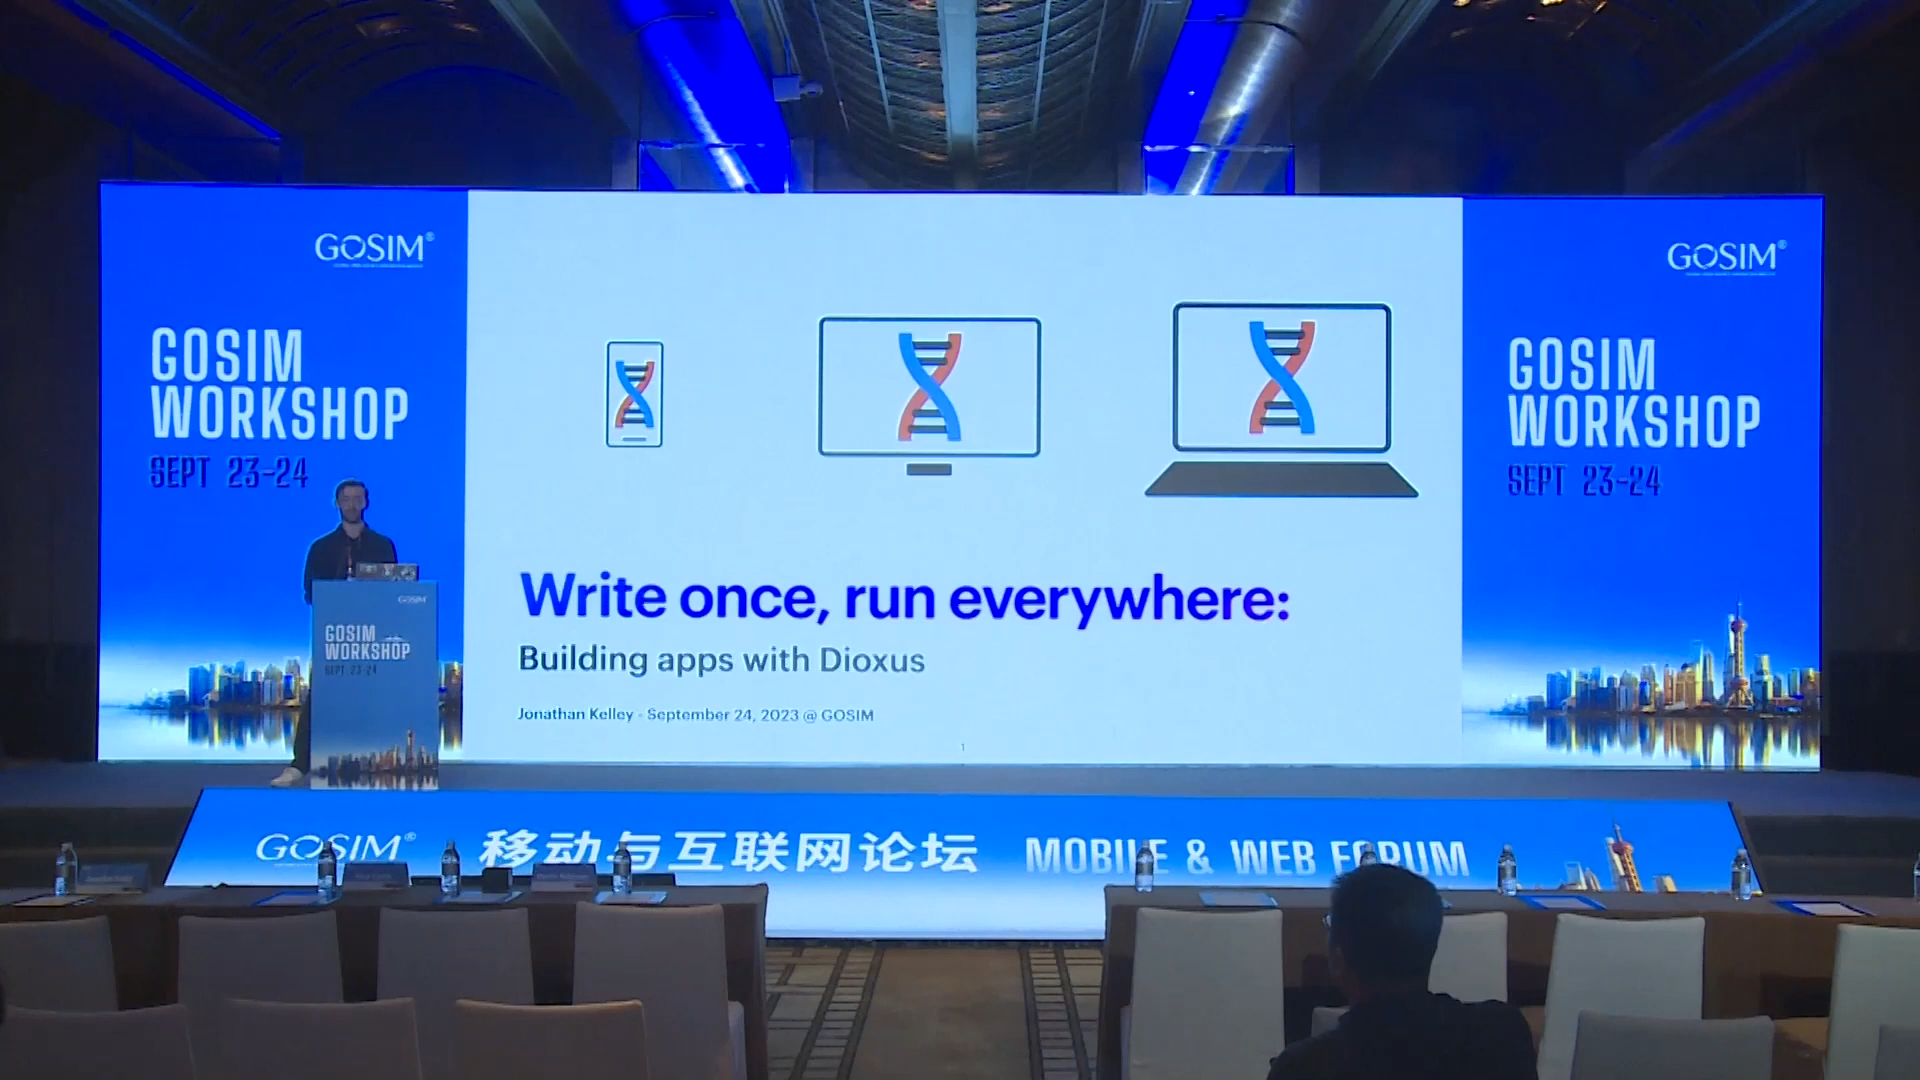 GOSIM®
GOSIM
WORKSHOP
SEPT 23-24
Write once, run everywhere:
Building apps with Dioxus
Jonathan Kelley - September 24, 2023 @ GOSIM
1
GOSIM®
GOSIM
WORKSHOP
SEPT 23-24
GOSIM
GOSIM
WORKSHOP
SEPT 23-24
GOSIM®
移动与互联网论坛 MOBILE & WEB FORUM